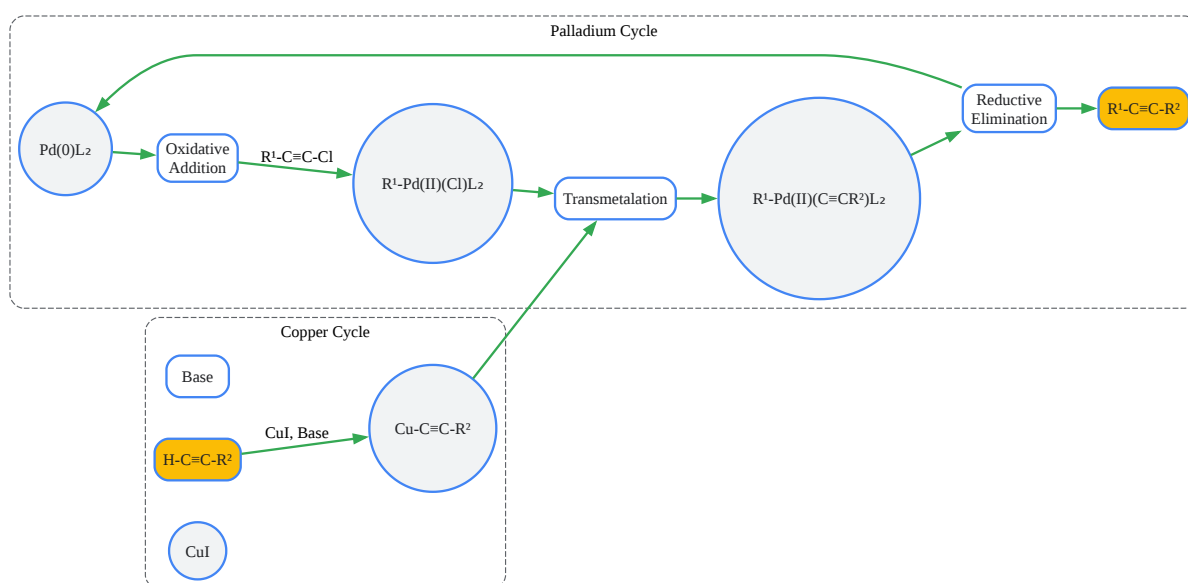 Palladium Cycle
Pd(0)L₂
Oxidative
Addition
R¹-C≡C-Cl
R¹-Pd(II)(Cl)L₂
Transmetalation
R¹-Pd(II)(C≡CR²)L₂
Reductive
Elimination
R¹-C≡C-R²
Copper Cycle
Base
H-C≡C-R²
CuI, Base
Cu-C≡C-R²
CuI